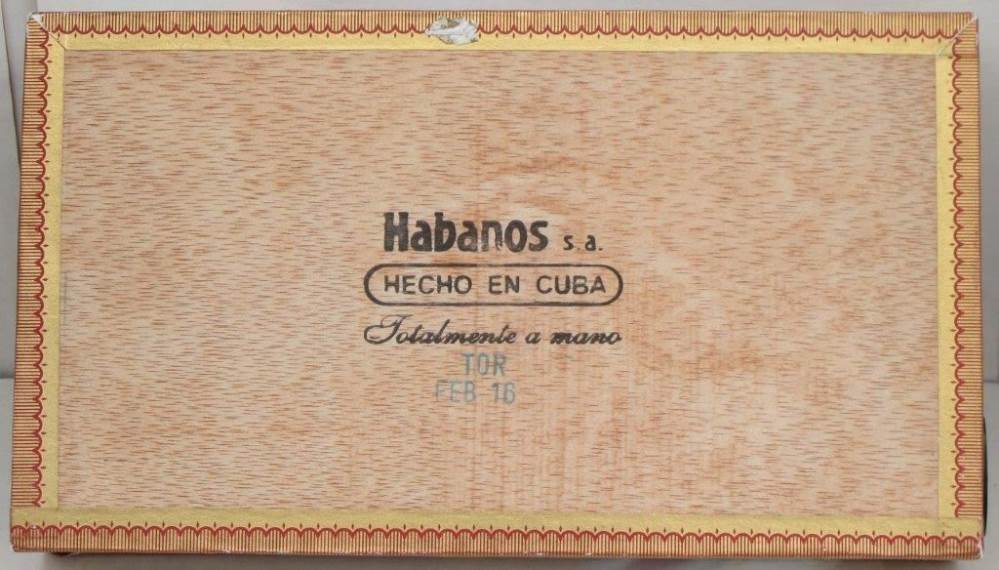 Habanos s.a.
HECHO EN CUBA
Totalmente a mano
TOR
FEB 16